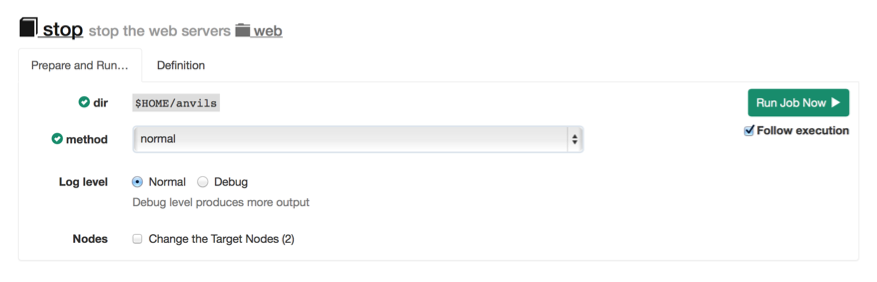 stop stop the web servers web
Prepare and Run... Definition
dir $HOME/anvils Run Job Now
method normal Follow execution
Log level Normal Debug
Debug level produces more output
Nodes Change the Target Nodes (2)